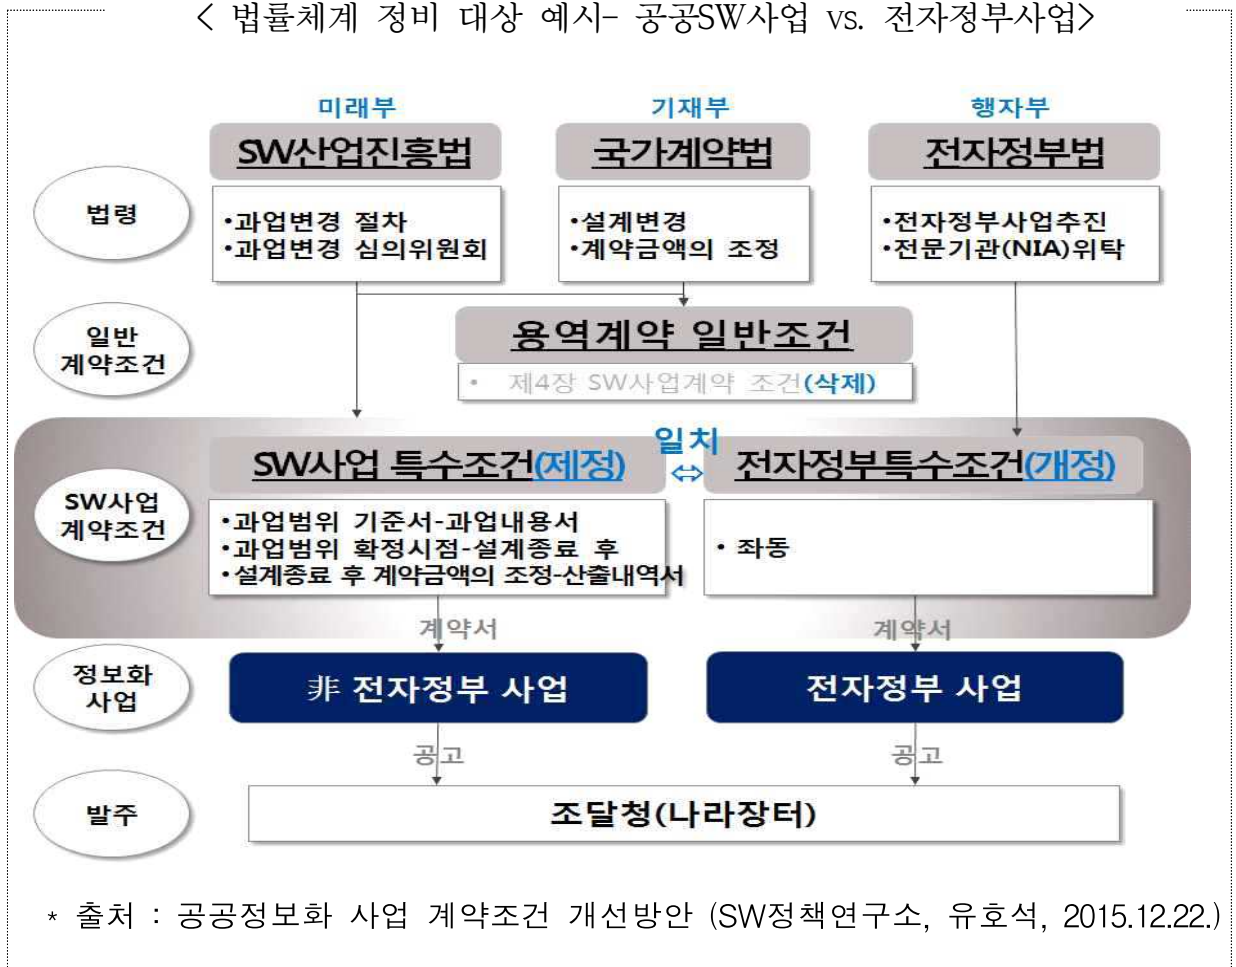 < 법률체계 정비 대상 예시- 공공SW사업 vs. 전자정부사업>
미래부
기재부
행자부
SW산업진흥법
국가계약법
전자정부법
법령
•과업변경 절차
•과업변경 심의위원회
•설계변경
•계약금액의 조정
•전자정부사업추진
•전문기관(NIA)위탁
일반
계약조건
용역계약 일반조건
• 제4장 SW사업계약 조건(삭제)
SW사업
계약조건
SW사업 특수조건(제정)
일치
⇔
전자정부특수조건(개정)
•과업범위 기준서-과업내용서
•과업범위 확정시점-설계종료 후
•설계종료 후 계약금액의 조정-산출내역서
• 좌동
계약서
계약서
정보화
사업
非 전자정부 사업
전자정부 사업
공고
공고
발주
조달청(나라장터)
* 출처 : 공공정보화 사업 계약조건 개선방안 (SW정책연구소, 유호석, 2015.12.22.)